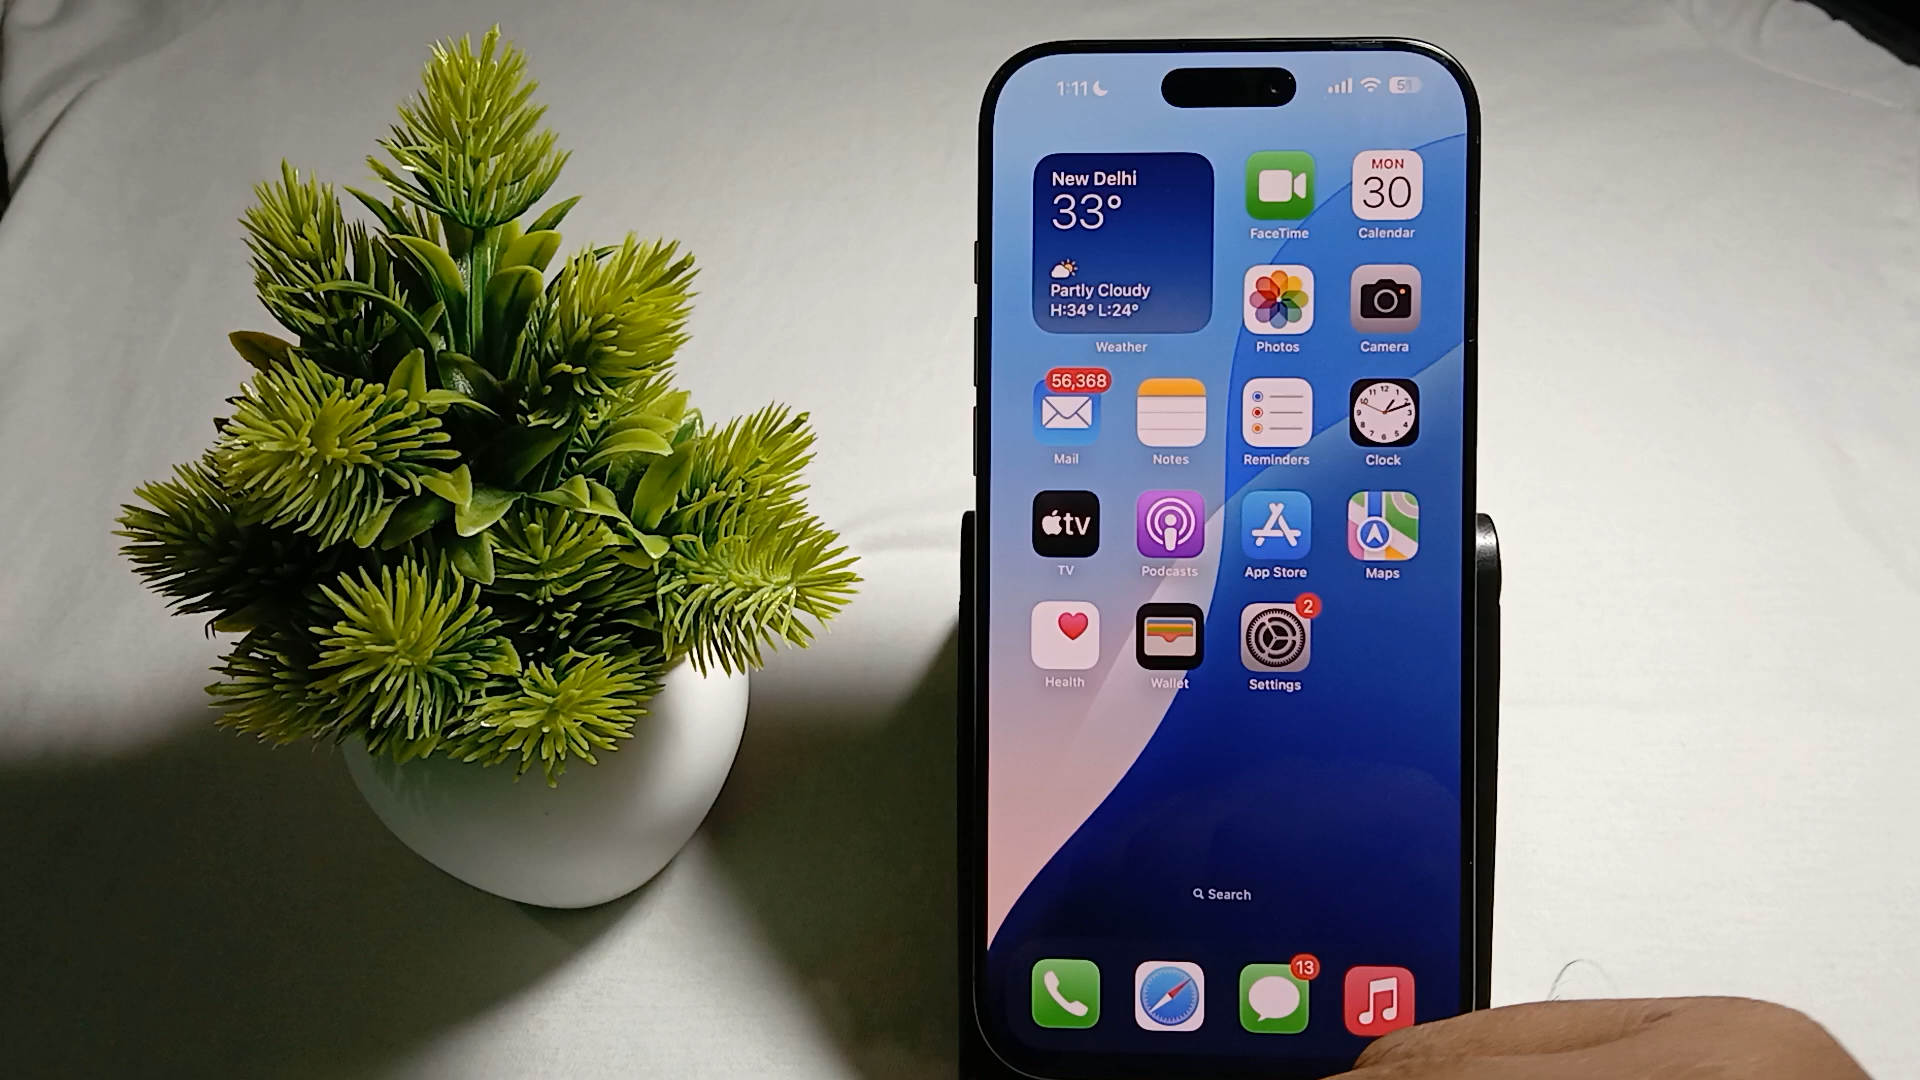 1:11
51
New Delhi
33°
Partly Cloudy
H:34° L:24°
Weather
FaceTime
MON
30
Calendar
Photos
Camera
56,368
Mail
Notes
Reminders
Clock
tv
TV
Podcasts
App Store
Maps
Health
Wallet
2
Settings
Search
13